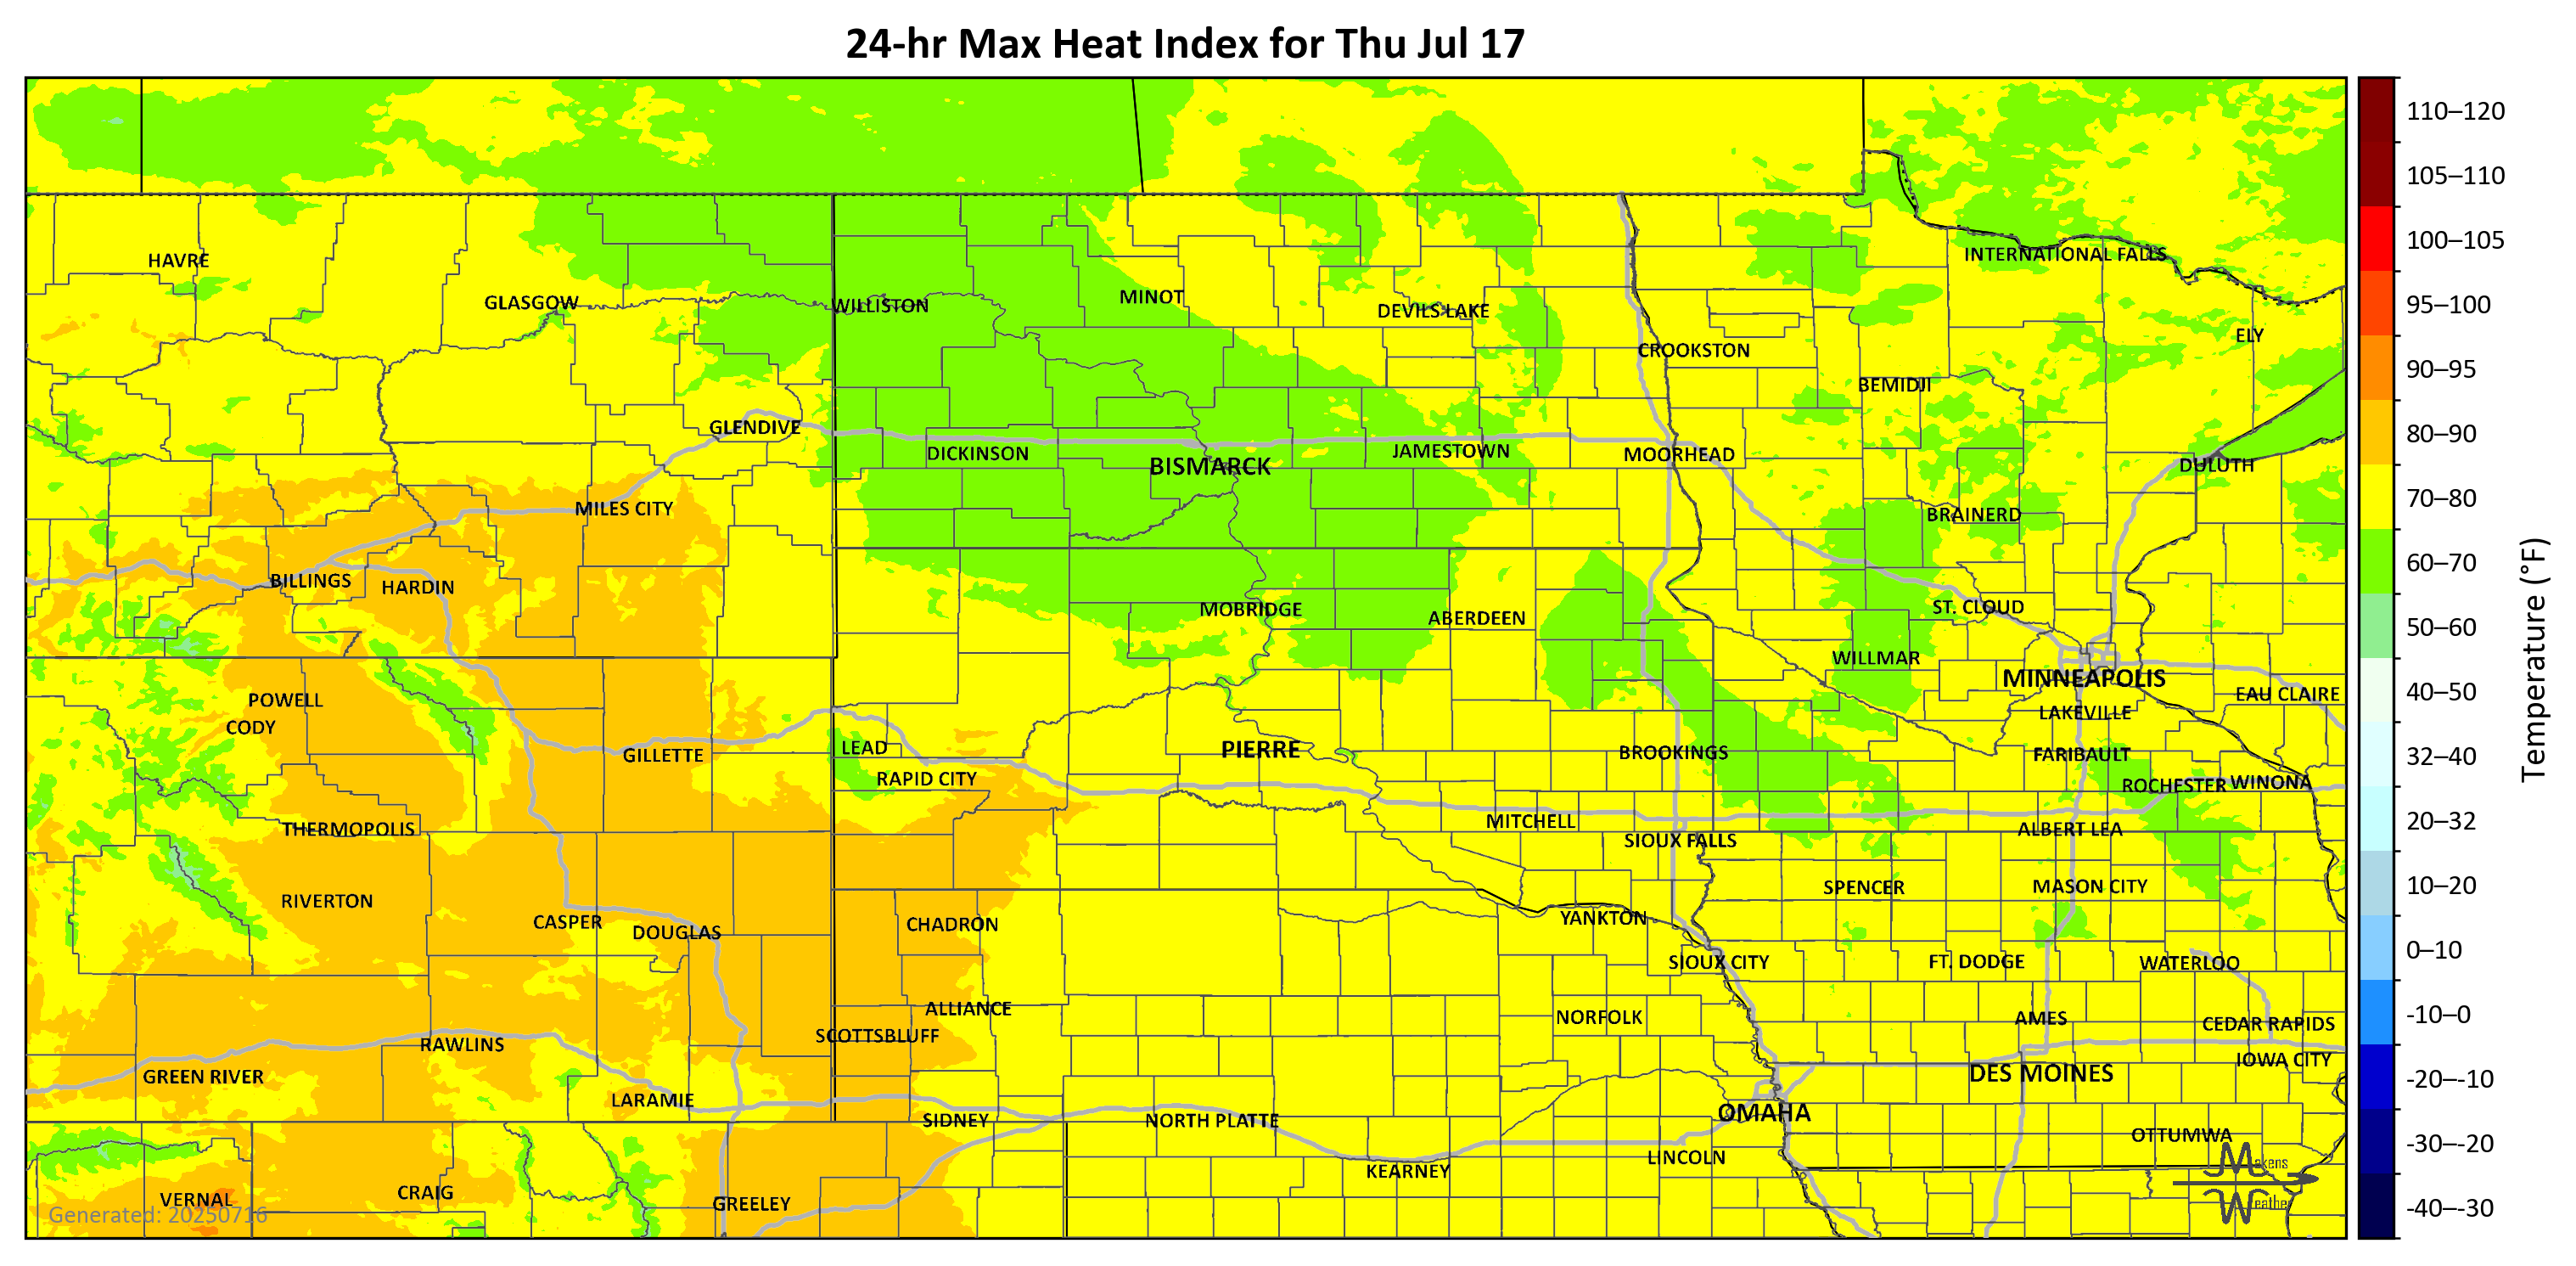 24-hr Max Heat Index for Thu Jul 17
110–120
105–110
100–105
95–100
90–95
80–90
70–80
60–70
50–60
40–50
32–40
20–32
10–20
0–10
-10–0
-20–-10
-30–-20
-40–-30
Temperature (°F)
HAVRE
INTERNATIONAL FALLS
GLASGOW
WILLISTON
MINOT
DEVILS LAKE
ELY
CROOKSTON
BEMIDJI
GLENDIVE
DICKINSON
BISMARCK
JAMESTOWN
MOORHEAD
DULUTH
MILES CITY
BRAINERD
BILLINGS
HARDIN
MOBRIDGE
ABERDEEN
ST. CLOUD
WILLMAR
MINNEAPOLIS
EAU CLAIRE
POWELL
CODY
LAKEVILLE
GILLETTE
LEAD
PIERRE
BROOKINGS
FARIBAULT
RAPID CITY
ROCHESTER
WINONA
THERMOPOLIS
MITCHELL
SIOUX FALLS
ALBERT LEA
RIVERTON
SPENCER
MASON CITY
CASPER
DOUGLAS
CHADRON
YANKTON
SIOUX CITY
FT. DODGE
WATERLOO
ALLIANCE
NORFOLK
AMES
CEDAR RAPIDS
RAWLINS
SCOTTSBLUFF
IOWA CITY
GREEN RIVER
DES MOINES
LARAMIE
SIDNEY
NORTH PLATTE
OMAHA
OTTUMWA
KEARNEY
LINCOLN
VERNAL
CRAIG
GREELEY
Generated: 20250716
Makens
Weather